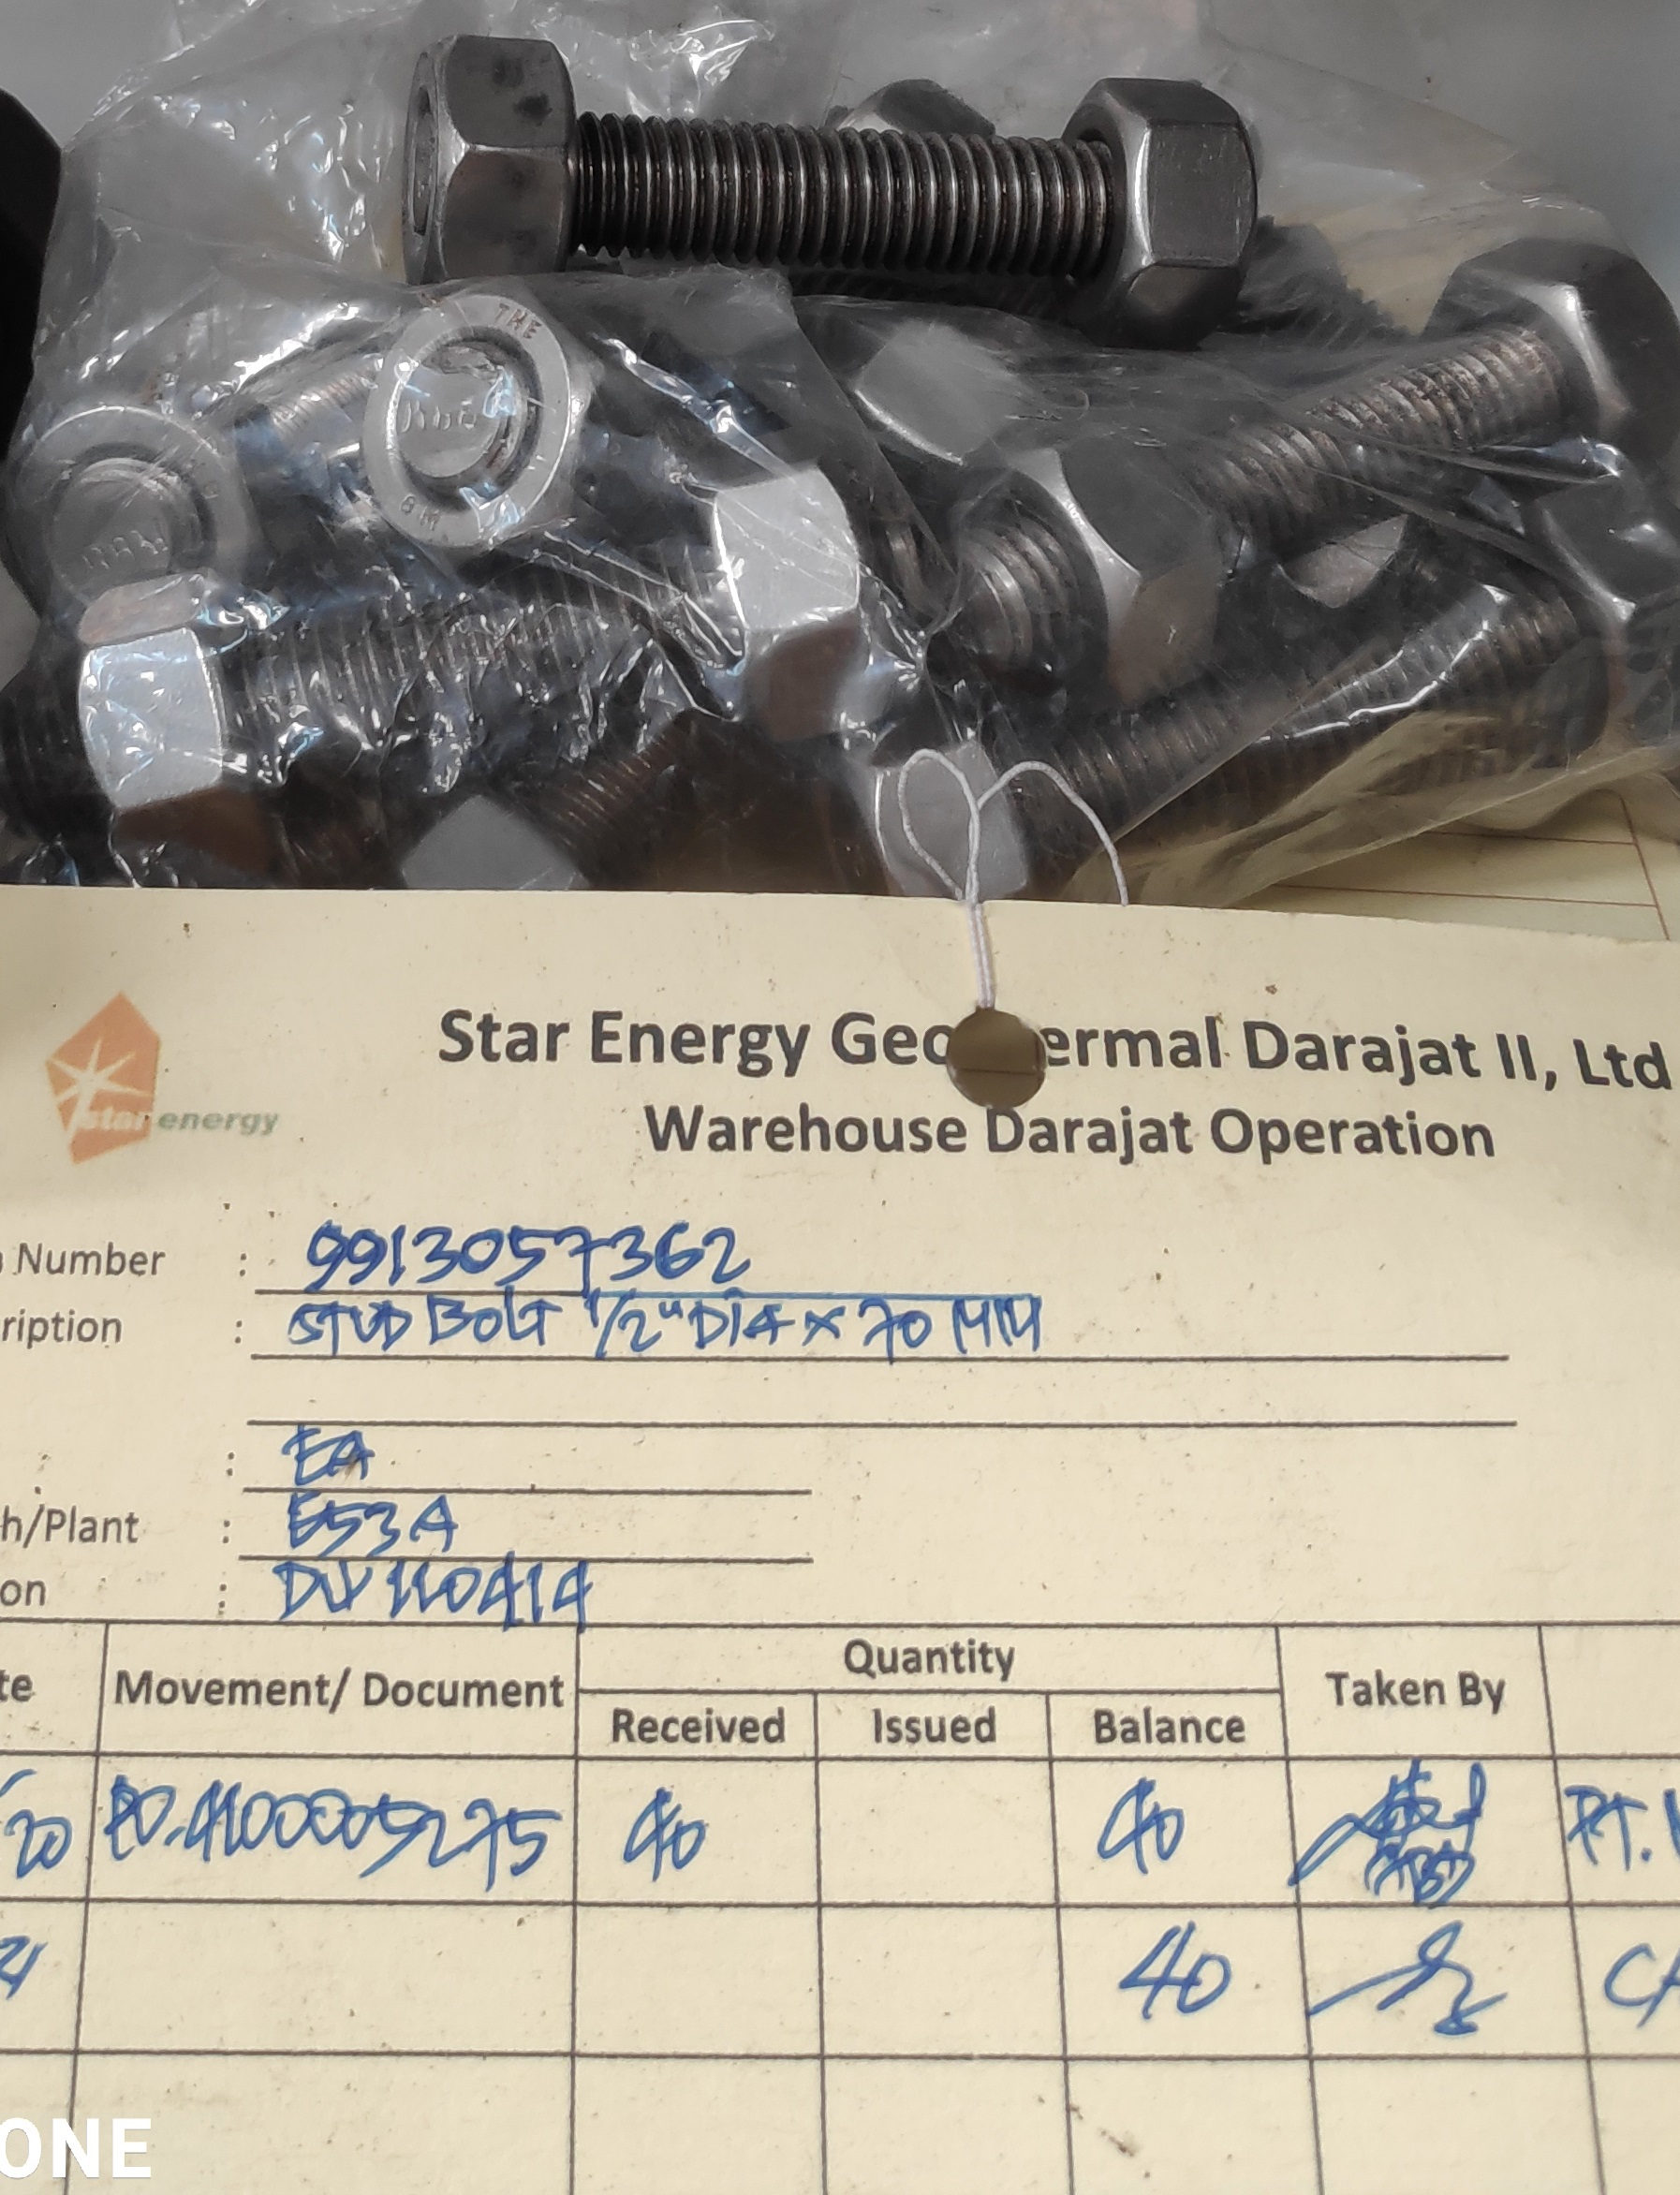 THE
8M
Star Energy Geo ermal Darajat II, Ltd
star energy
Warehouse Darajat Operation
Number : 9913057362
ription : STUD BOLT 1/2" DIA x 70 MM
: EA
h/Plant : E53A
on : DW110414
te Movement/ Document Quantity Taken By
Received Issued Balance
20 PO.4100005275 40 40 PT.
40 CA
ONE